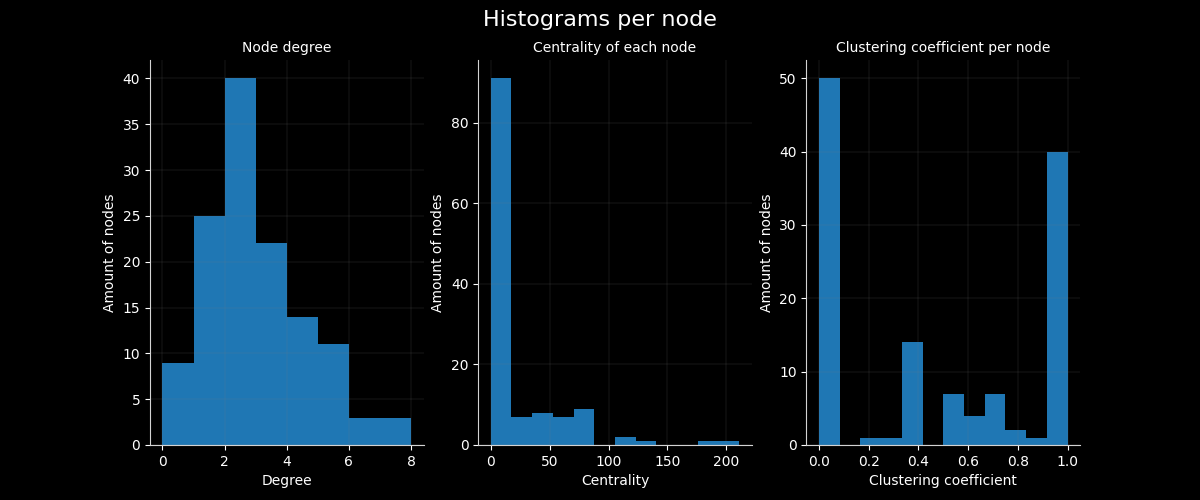 Histograms per node
Node degree
Amount of nodes
40
35
30
25
20
15
10
5
0
0 2 4 6 8
Degree
Centrality of each node
Amount of nodes
80
60
40
20
0
0 50 100 150 200
Centrality
Clustering coefficient per node
Amount of nodes
50
40
30
20
10
0
0.0 0.2 0.4 0.6 0.8 1.0
Clustering coefficient